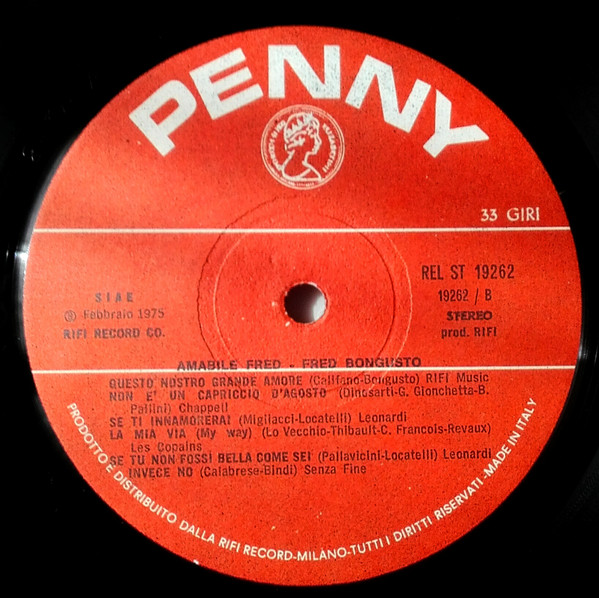 PENNY
33 GIRI
REL ST 19262
19262 / B
STEREO
prod. RIFI
SIAE
℗ Febbraio 1975
RIFI RECORD CO.
AMABILE FRED - FRED BONGUSTO
QUESTO NOSTRO GRANDE AMORE (Califano-Bongusto) RIFI Music
NON E' UN CAPRICCIO D'AGOSTO (Dinosarti-G. Gionchetta-B.
Pallini) Chappell
SE TI INNAMORERAI (Migliacci-Locatelli) Leonardi
LA MIA VIA (My way) (Lo Vecchio-Thibault-C. Francois-Revaux)
Les Copains
SE TU NON FOSSI BELLA COME SEI (Pallavicini-Locatelli) Leonardi
INVECE NO (Calabrese-Bindi) Senza Fine
PRODOTTO E DISTRIBUITO DALLA RIFI RECORD-MILANO-TUTTI I DIRITTI RISERVATI-MADE IN ITALY